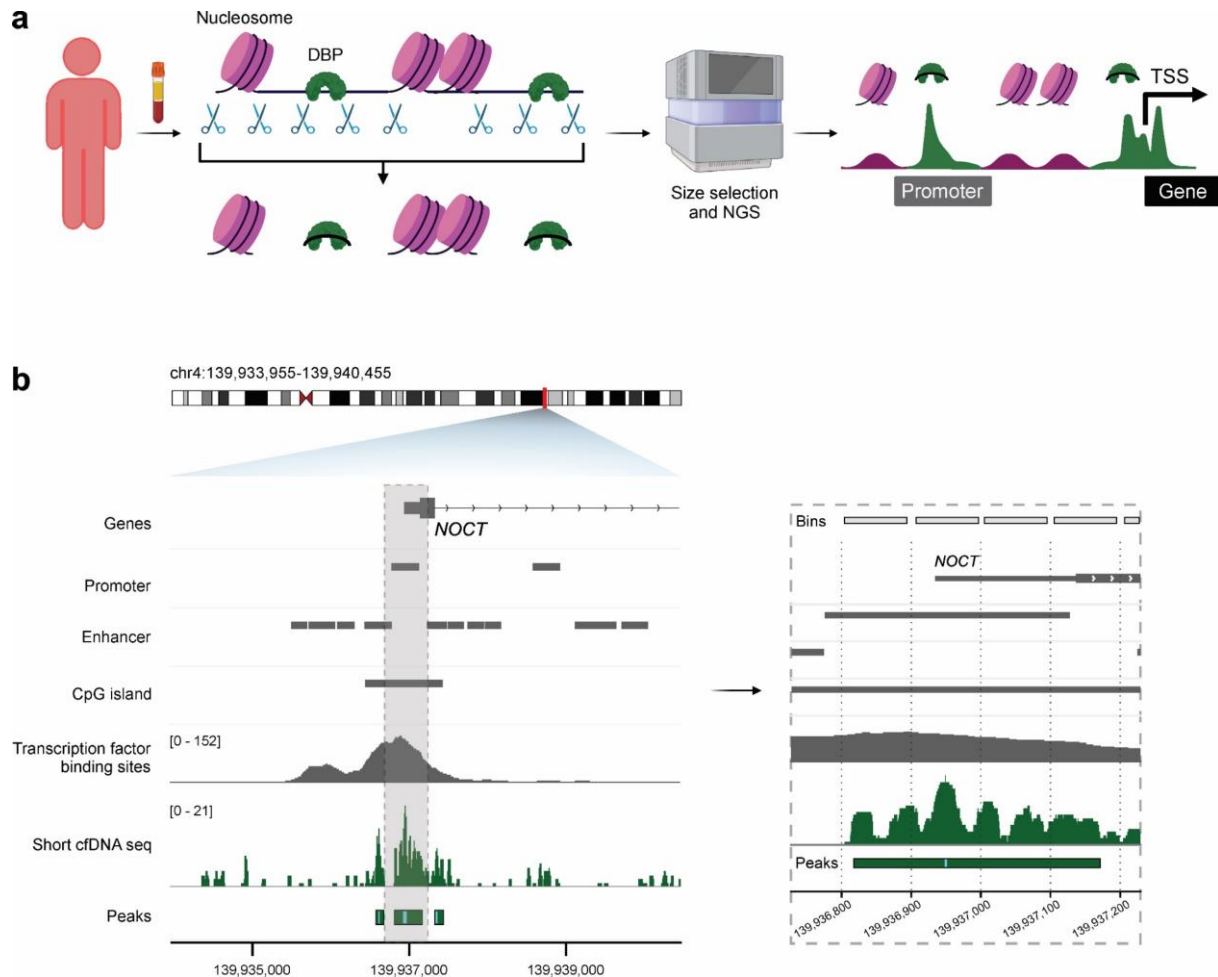 a
Nucleosome
DBP
TSS
Size selection
and NGS
Promoter
Gene
b
chr4:139,933,955-139,940,455
Genes
NOCT
Promoter
Enhancer
CpG island
Transcription factor
binding sites
[0 - 152]
Short cfDNA seq
[0 - 21]
Peaks
139,935,000
139,937,000
139,939,000
Bins
NOCT
Peaks
139,936,800
139,936,900
139,937,000
139,937,100
139,937,200